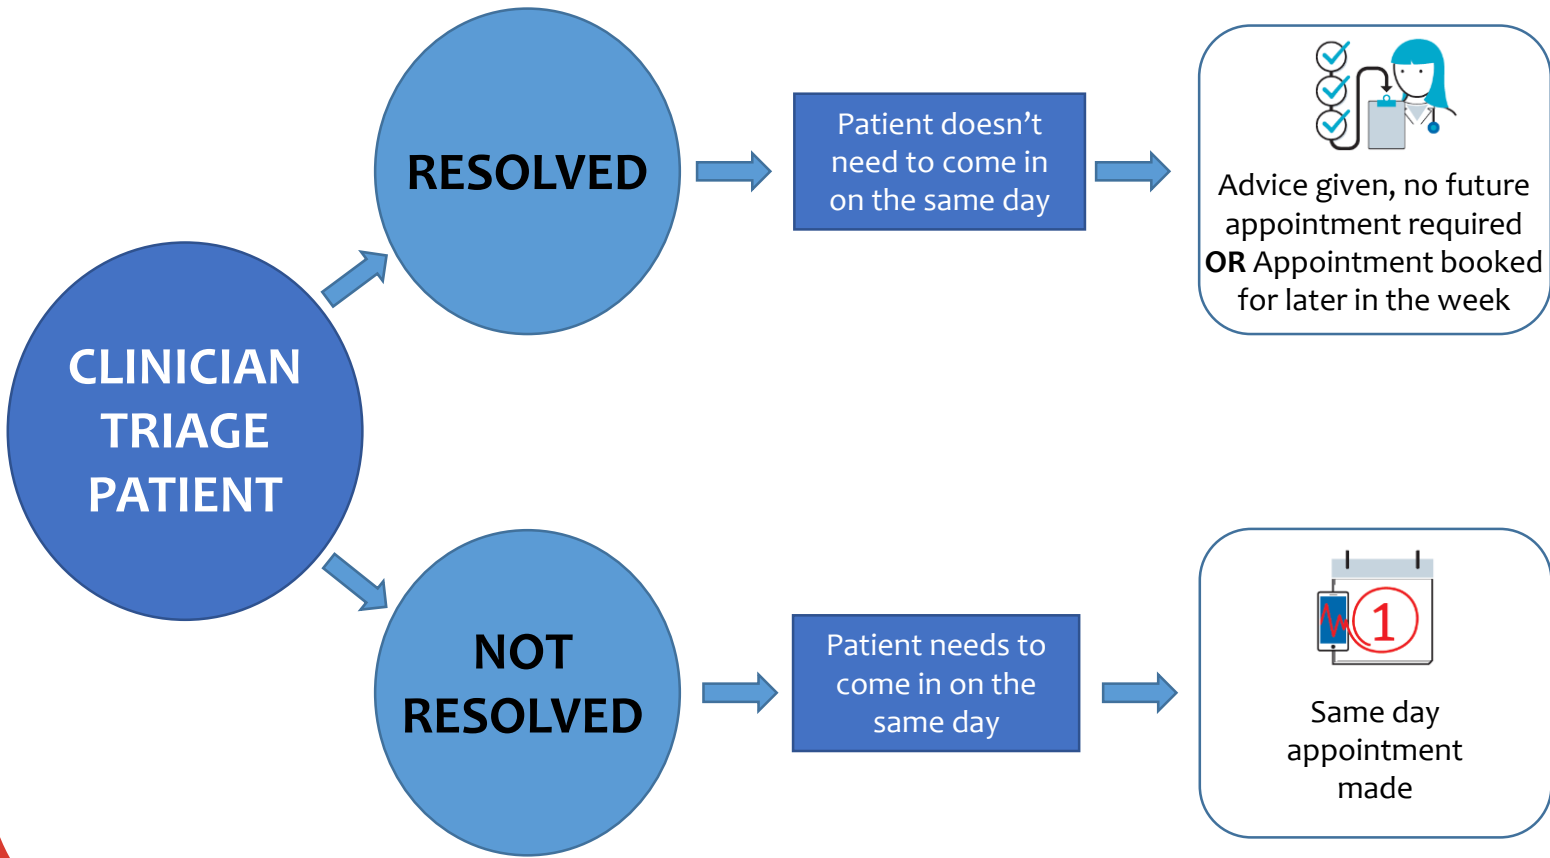 CLINICIAN
TRIAGE
PATIENT
RESOLVED
Patient doesn’t
need to come in
on the same day
Advice given, no future
appointment required
OR Appointment booked
for later in the week
NOT
RESOLVED
Patient needs to
come in on the
same day
1
Same day
appointment
made